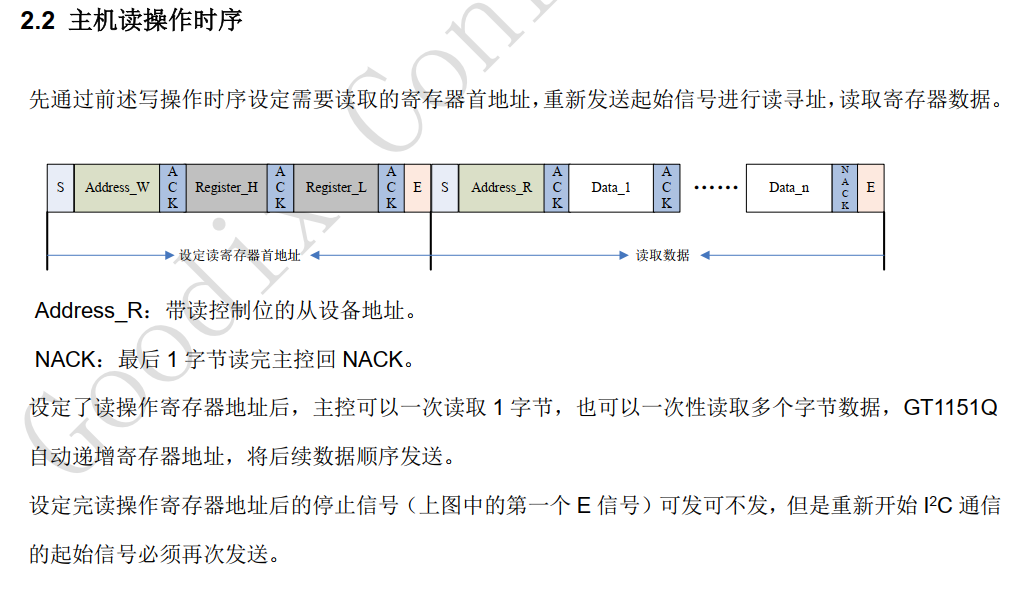 2.2 主机读操作时序
先通过前述写操作时序设定需要读取的寄存器首地址，重新发送起始信号进行读寻址，读取寄存器数据。
S Address_W ACK Register_H ACK Register_L ACK E S Address_R ACK Data_1 ACK ...... Data_n NACK E
设定读寄存器首地址 读取数据
Address_R：带读控制位的从设备地址。
NACK：最后 1 字节读完主控回 NACK。
设定了读操作寄存器地址后，主控可以一次读取 1 字节，也可以一次性读取多个字节数据，GT1151Q
自动递增寄存器地址，将后续数据顺序发送。
设定完读操作寄存器地址后的停止信号（上图中的第一个 E 信号）可发可不发，但是重新开始 I²C 通信
的起始信号必须再次发送。
Goodix Con